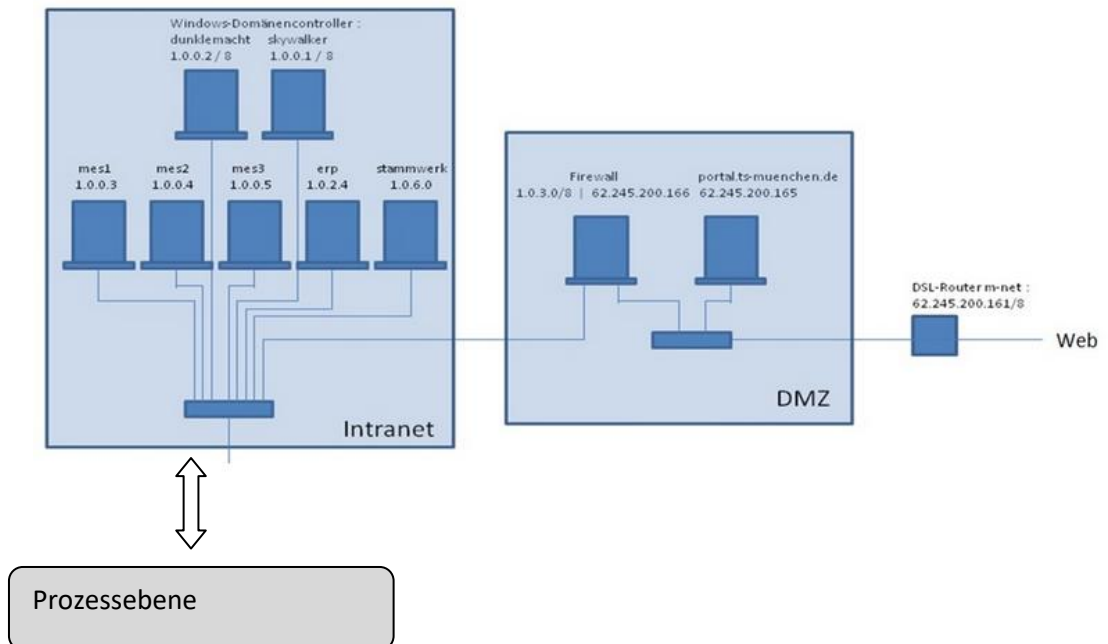 Windows-Domänencontroller :
dunklemacht skywalker
1.0.0.2 / 8 1.0.0.1 / 8
mes1 mes2 mes3 erp stammwerk
1.0.0.3 1.0.0.4 1.0.0.5 1.0.2.4 1.0.6.0
Intranet
Firewall portal.ts-muenchen.de
1.0.3.0/8 | 62.245.200.166 62.245.200.165
DMZ
DSL-Router m-net :
62.245.200.161/8
Web
Prozessebene